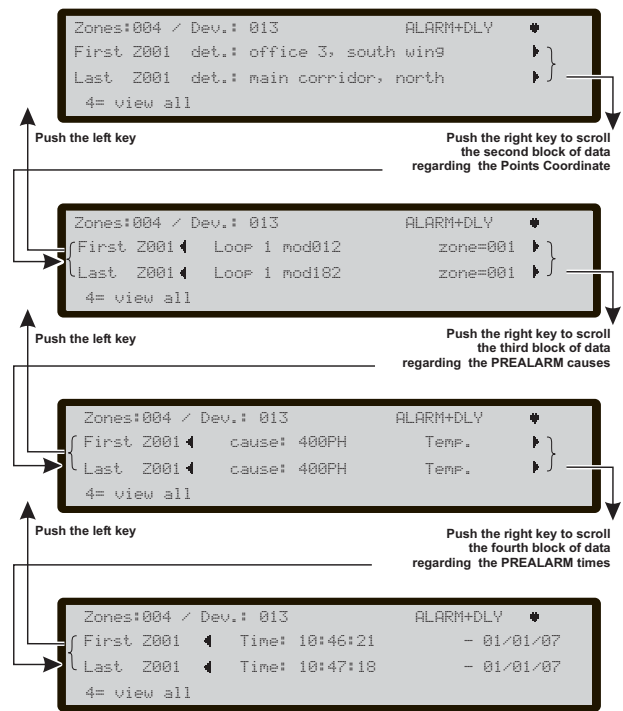 Zones:004 / Dev.: 013 ALARM+DLY
First Z001 det.: office 3, south wing
Last Z001 det.: main corridor, north
4= view all
Push the left key
Push the right key to scroll
the second block of data
regarding the Points Coordinate
Zones:004 / Dev.: 013 ALARM+DLY
First Z001 Loop 1 mod012 zone=001
Last Z001 Loop 1 mod182 zone=001
4= view all
Push the left key
Push the right key to scroll
the third block of data
regarding the PREALARM causes
Zones:004 / Dev.: 013 ALARM+DLY
First Z001 cause: 400PH Temp.
Last Z001 cause: 400PH Temp.
4= view all
Push the left key
Push the right key to scroll
the fourth block of data
regarding the PREALARM times
Zones:004 / Dev.: 013 ALARM+DLY
First Z001 Time: 10:46:21 - 01/01/07
Last Z001 Time: 10:47:18 - 01/01/07
4= view all